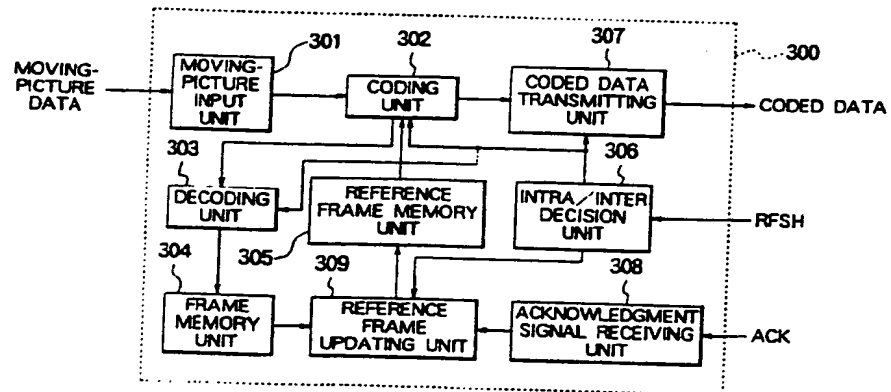 301
302
307
300
MOVING-
PICTURE
DATA
MOVING-
PICTURE
INPUT
UNIT
CODING
UNIT
CODED DATA
TRANSMITTING
UNIT
CODED DATA
303
306
DECODING
UNIT
REFERENCE
FRAME MEMORY
UNIT
INTRA/INTER
DECISION
UNIT
RFSH
304
305
309
308
FRAME
MEMORY
UNIT
REFERENCE
FRAME
UPDATING UNIT
ACKNOWLEDGMENT
SIGNAL RECEIVING
UNIT
ACK